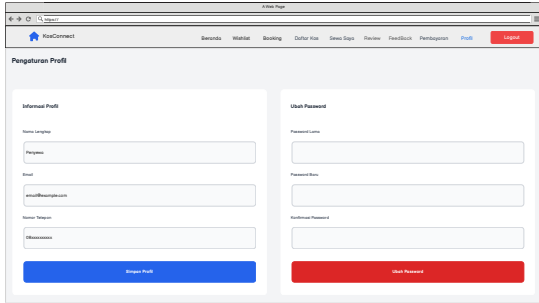 A Web Page
https://
KosConnect
Beranda Wishlist Booking Daftar Kos Sewa Saya Review FeedBack Pembayaran Profil Logout
Pengaturan Profil
Informasi Profil
Nama Lengkap
Penyewa
Email
email@example.com
Nomor Telepon
08xxxxxxxxx
Simpan Profil
Ubah Password
Password Lama
Password Baru
Konfirmasi Password
Ubah Password